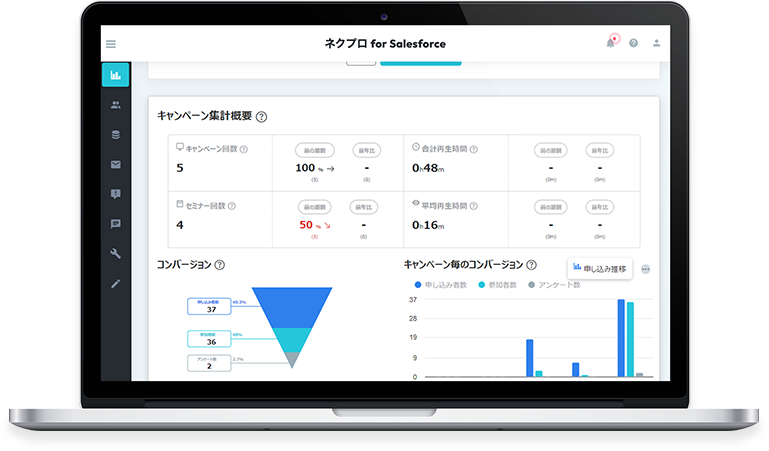 ネクプロ for Salesforce
キャンペーン集計概要 ?
キャンペーン回数 ?
5
前の期間
100 % →
(5)
前年比
-
(0)
合計再生時間 ?
0h48m
前の期間
-
(0m)
前年比
-
(0m)
セミナー回数 ?
4
前の期間
50 % ↘
前年比
-
(0)
平均再生時間 ?
0h16m
前の期間
-
(0m)
前年比
-
(0m)
コンバージョン ?
申し込み者数
37
49.3%
参加者数
36
48%
アンケート数
2
2.7%
キャンペーン毎のコンバージョン ?
申し込み推移
申し込み者数 参加者数 アンケート数
37
28
19
9
0